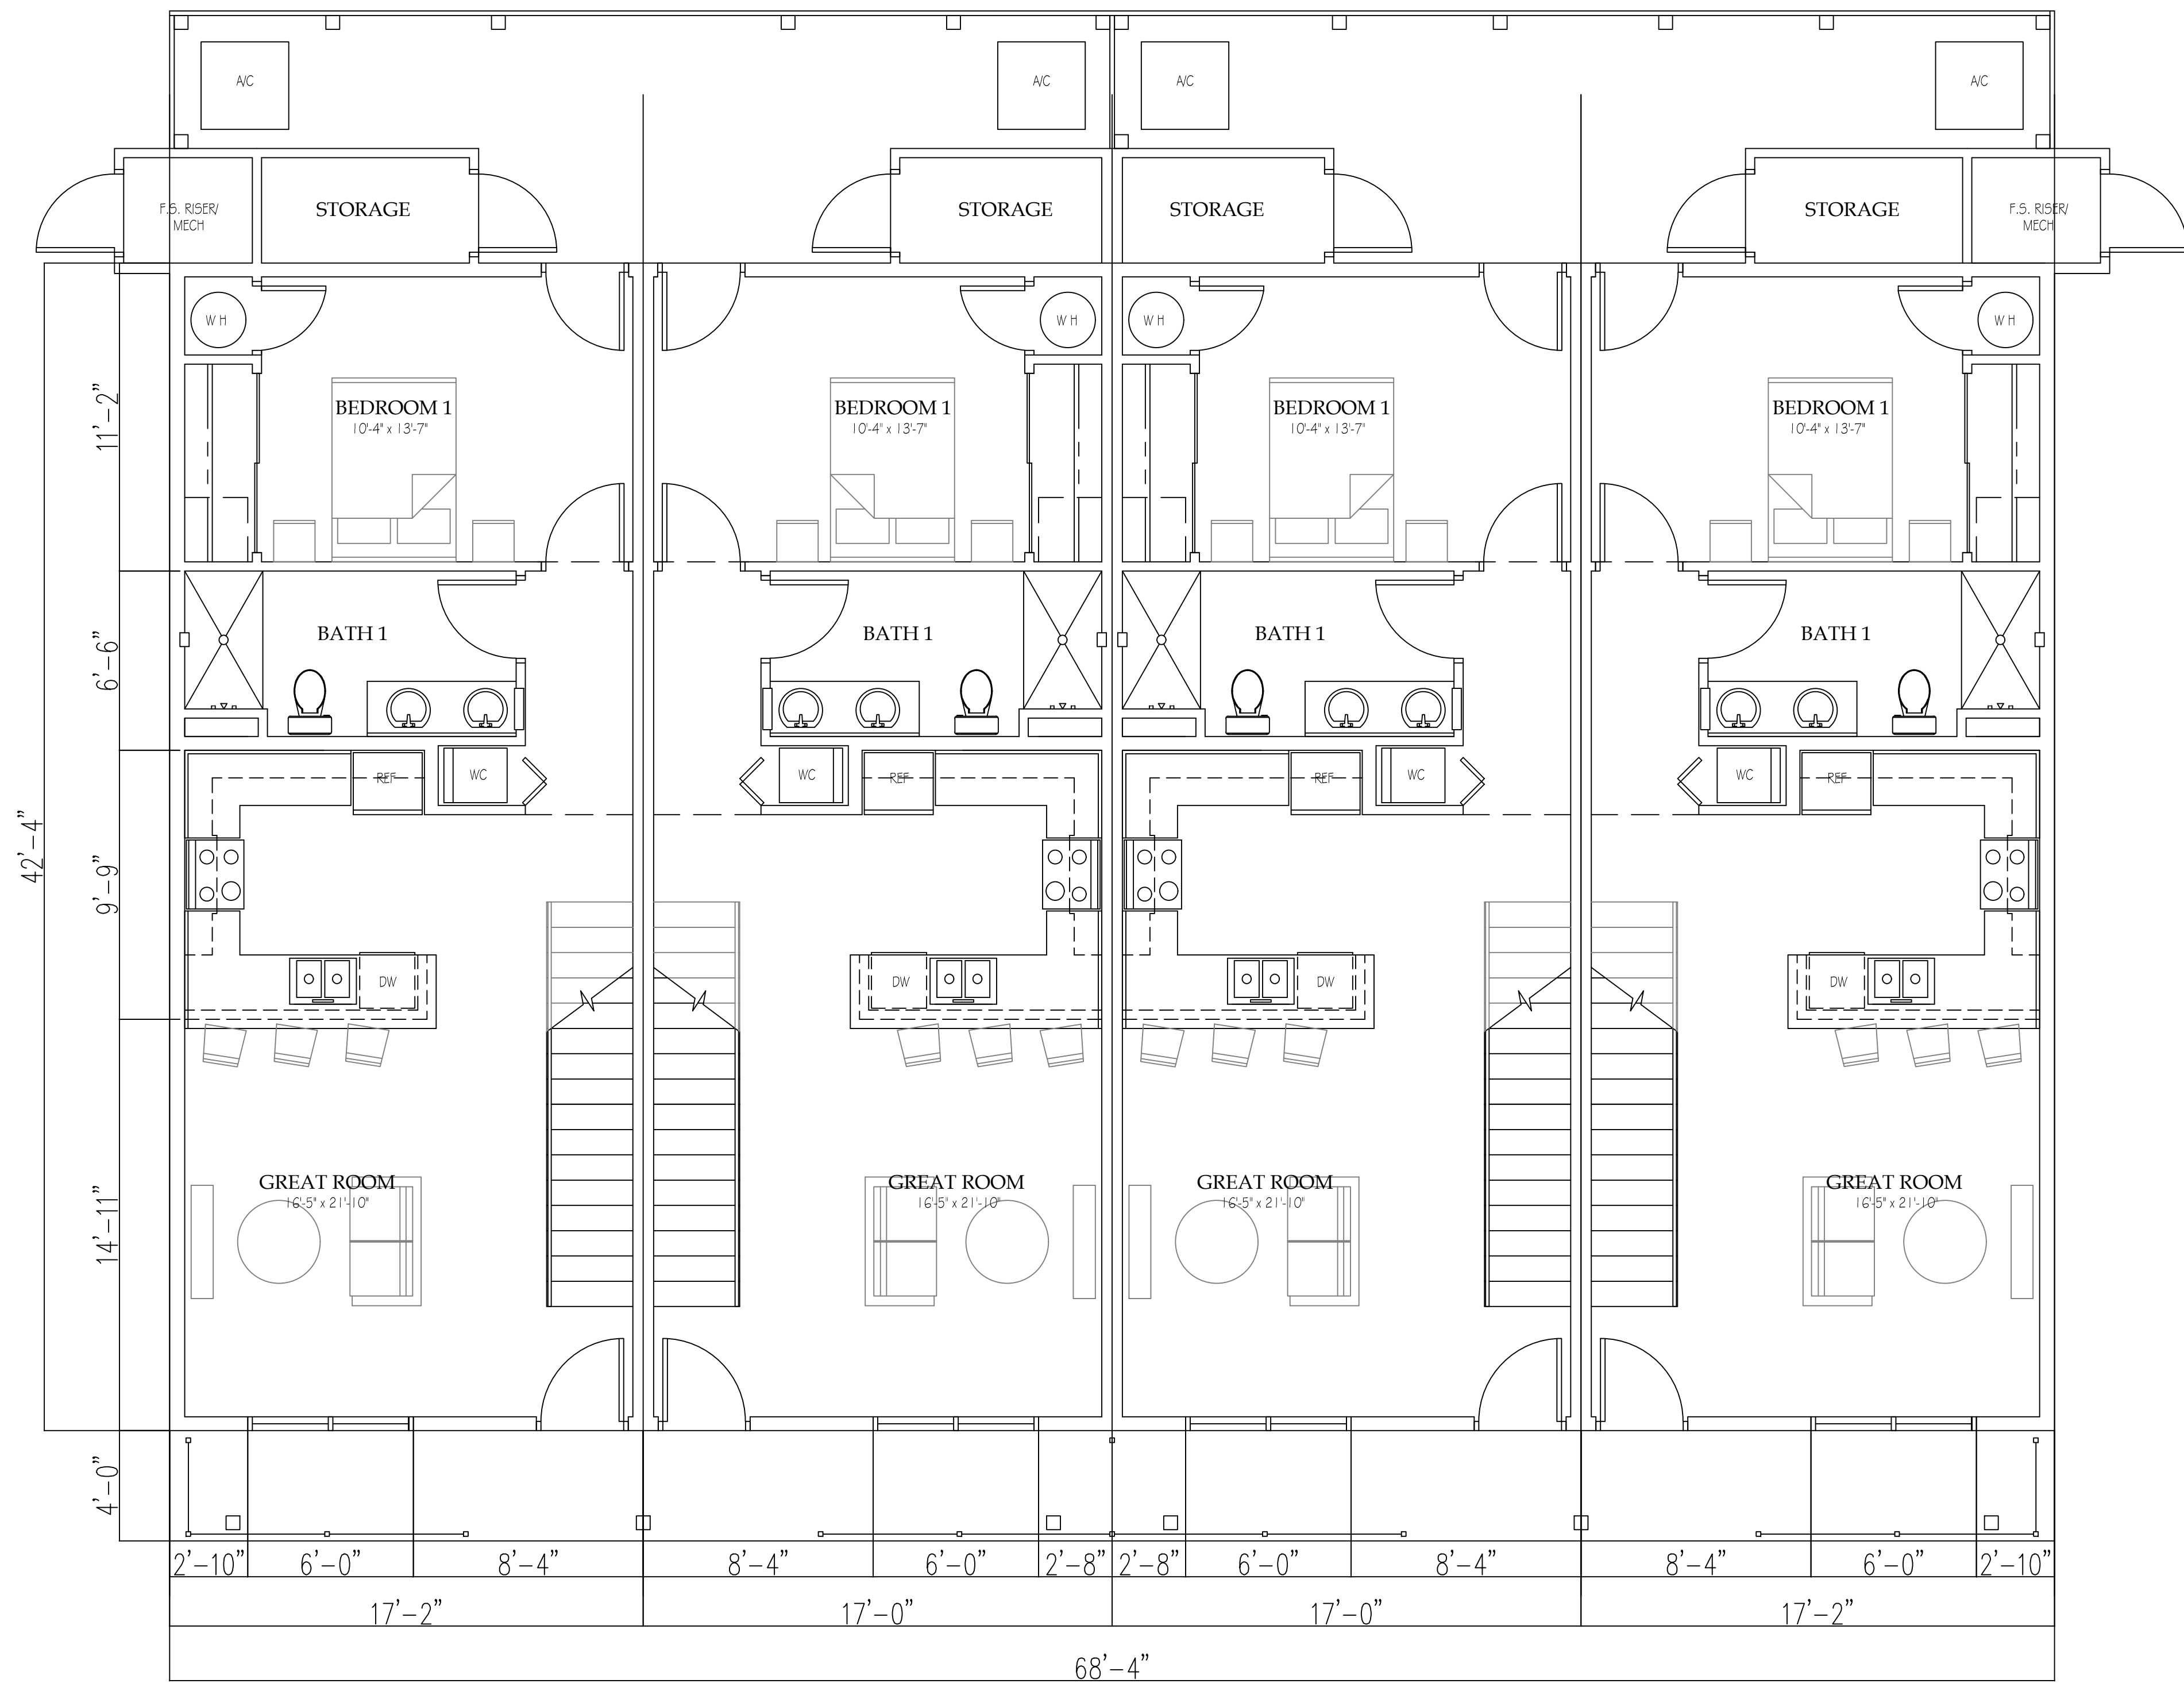 A/C A/C A/C A/C
F.S. RISER/
MECH
STORAGE STORAGE STORAGE STORAGE
F.S. RISER/
MECH
W H W H W H W H
11'-2"
BEDROOM 1
10'-4" x 13'-7"
BEDROOM 1
10'-4" x 13'-7"
BEDROOM 1
10'-4" x 13'-7"
BEDROOM 1
10'-4" x 13'-7"
6'-6"
BATH 1 BATH 1 BATH 1 BATH 1
REF WC WC REF REF WC WC REF
42'-4"
9'-9"
DW DW DW DW
14'-11"
GREAT ROOM
16'-5" x 21'-10"
GREAT ROOM
16'-5" x 21'-10"
GREAT ROOM
16'-5" x 21'-10"
GREAT ROOM
16'-5" x 21'-10"
4'-0"
2'-10" 6'-0" 8'-4" 8'-4" 6'-0" 2'-8" 2'-8" 6'-0" 8'-4" 8'-4" 6'-0" 2'-10"
17'-2" 17'-0" 17'-0" 17'-2"
68'-4"